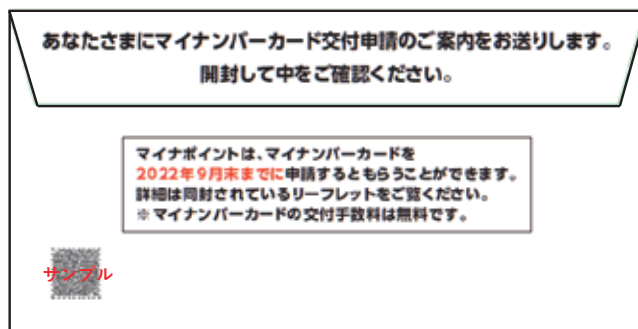 あなたさまにマイナンバーカード交付申請のご案内をお送りします。
開封して中をご確認ください。
マイナポイントは、マイナンバーカードを
2022年9月末までに申請するともらうことができます。
詳細は同封されているリーフレットをご覧ください。
※マイナンバーカードの交付手数料は無料です。
サンプル